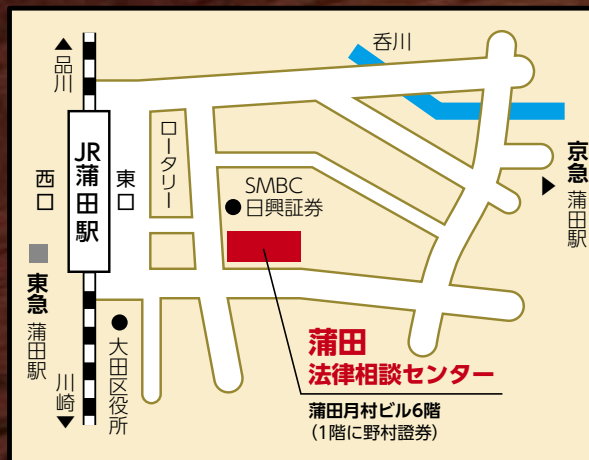 ▲品川
呑川
ロータリー
JR蒲田駅
西口
東口
SMBC
日興証券
京急
蒲田駅
東急
蒲田駅
大田区役所
川崎▼
蒲田
法律相談センター
蒲田月村ビル6階
(1階に野村證券)